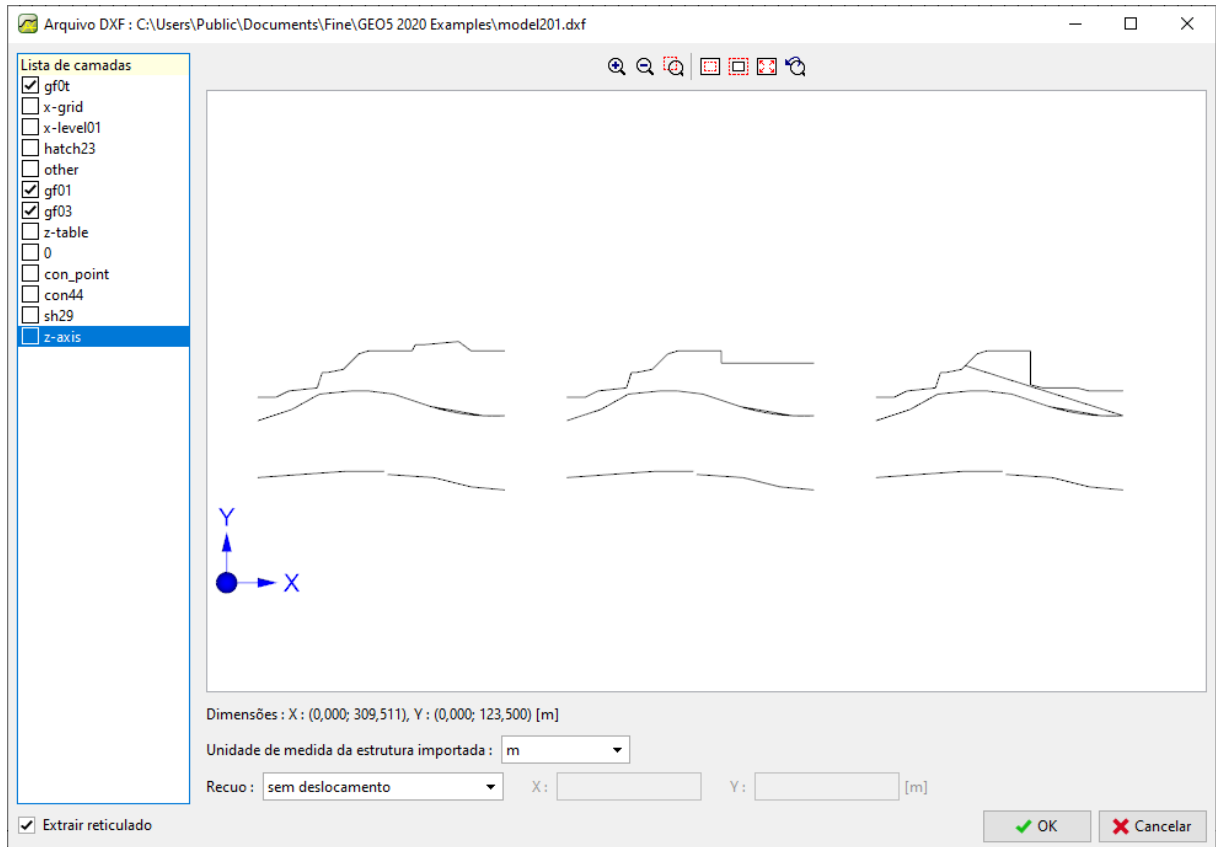 Arquivo DXF : C:\Users\Public\Documents\Fine\GEO5 2020 Examples\model201.dxf
Lista de camadas
gf0t
x-grid
x-level01
hatch23
other
gf01
gf03
z-table
0
con_point
con44
sh29
z-axis
Y
X
Dimensões : X : (0,000; 309,511), Y : (0,000; 123,500) [m]
Unidade de medida da estrutura importada : m
Recuo : sem deslocamento X : Y : [m]
Extrair reticulado
OK Cancelar